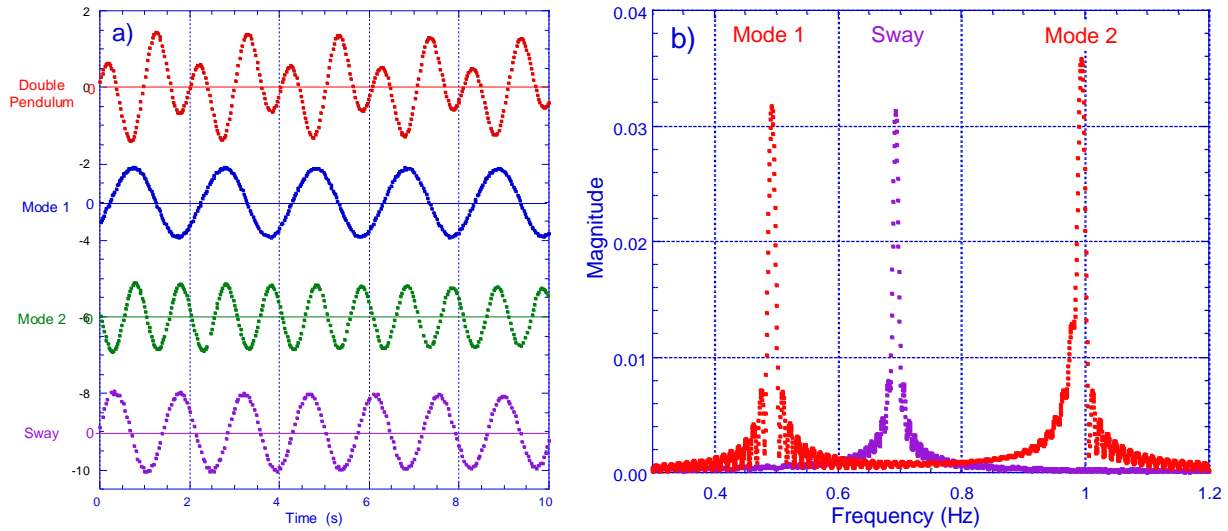 a)
2
0
-2
-2
-4
-6
-8
-10
Double
Pendulum
0
Mode 1
0
Mode 2
0
Sway
0
0 2 4 6 8 10
Time (s)
b)
Mode 1 Sway Mode 2
0.04
0.03
0.02
0.01
0.00
Magnitude
0.4 0.6 0.8 1 1.2
Frequency (Hz)